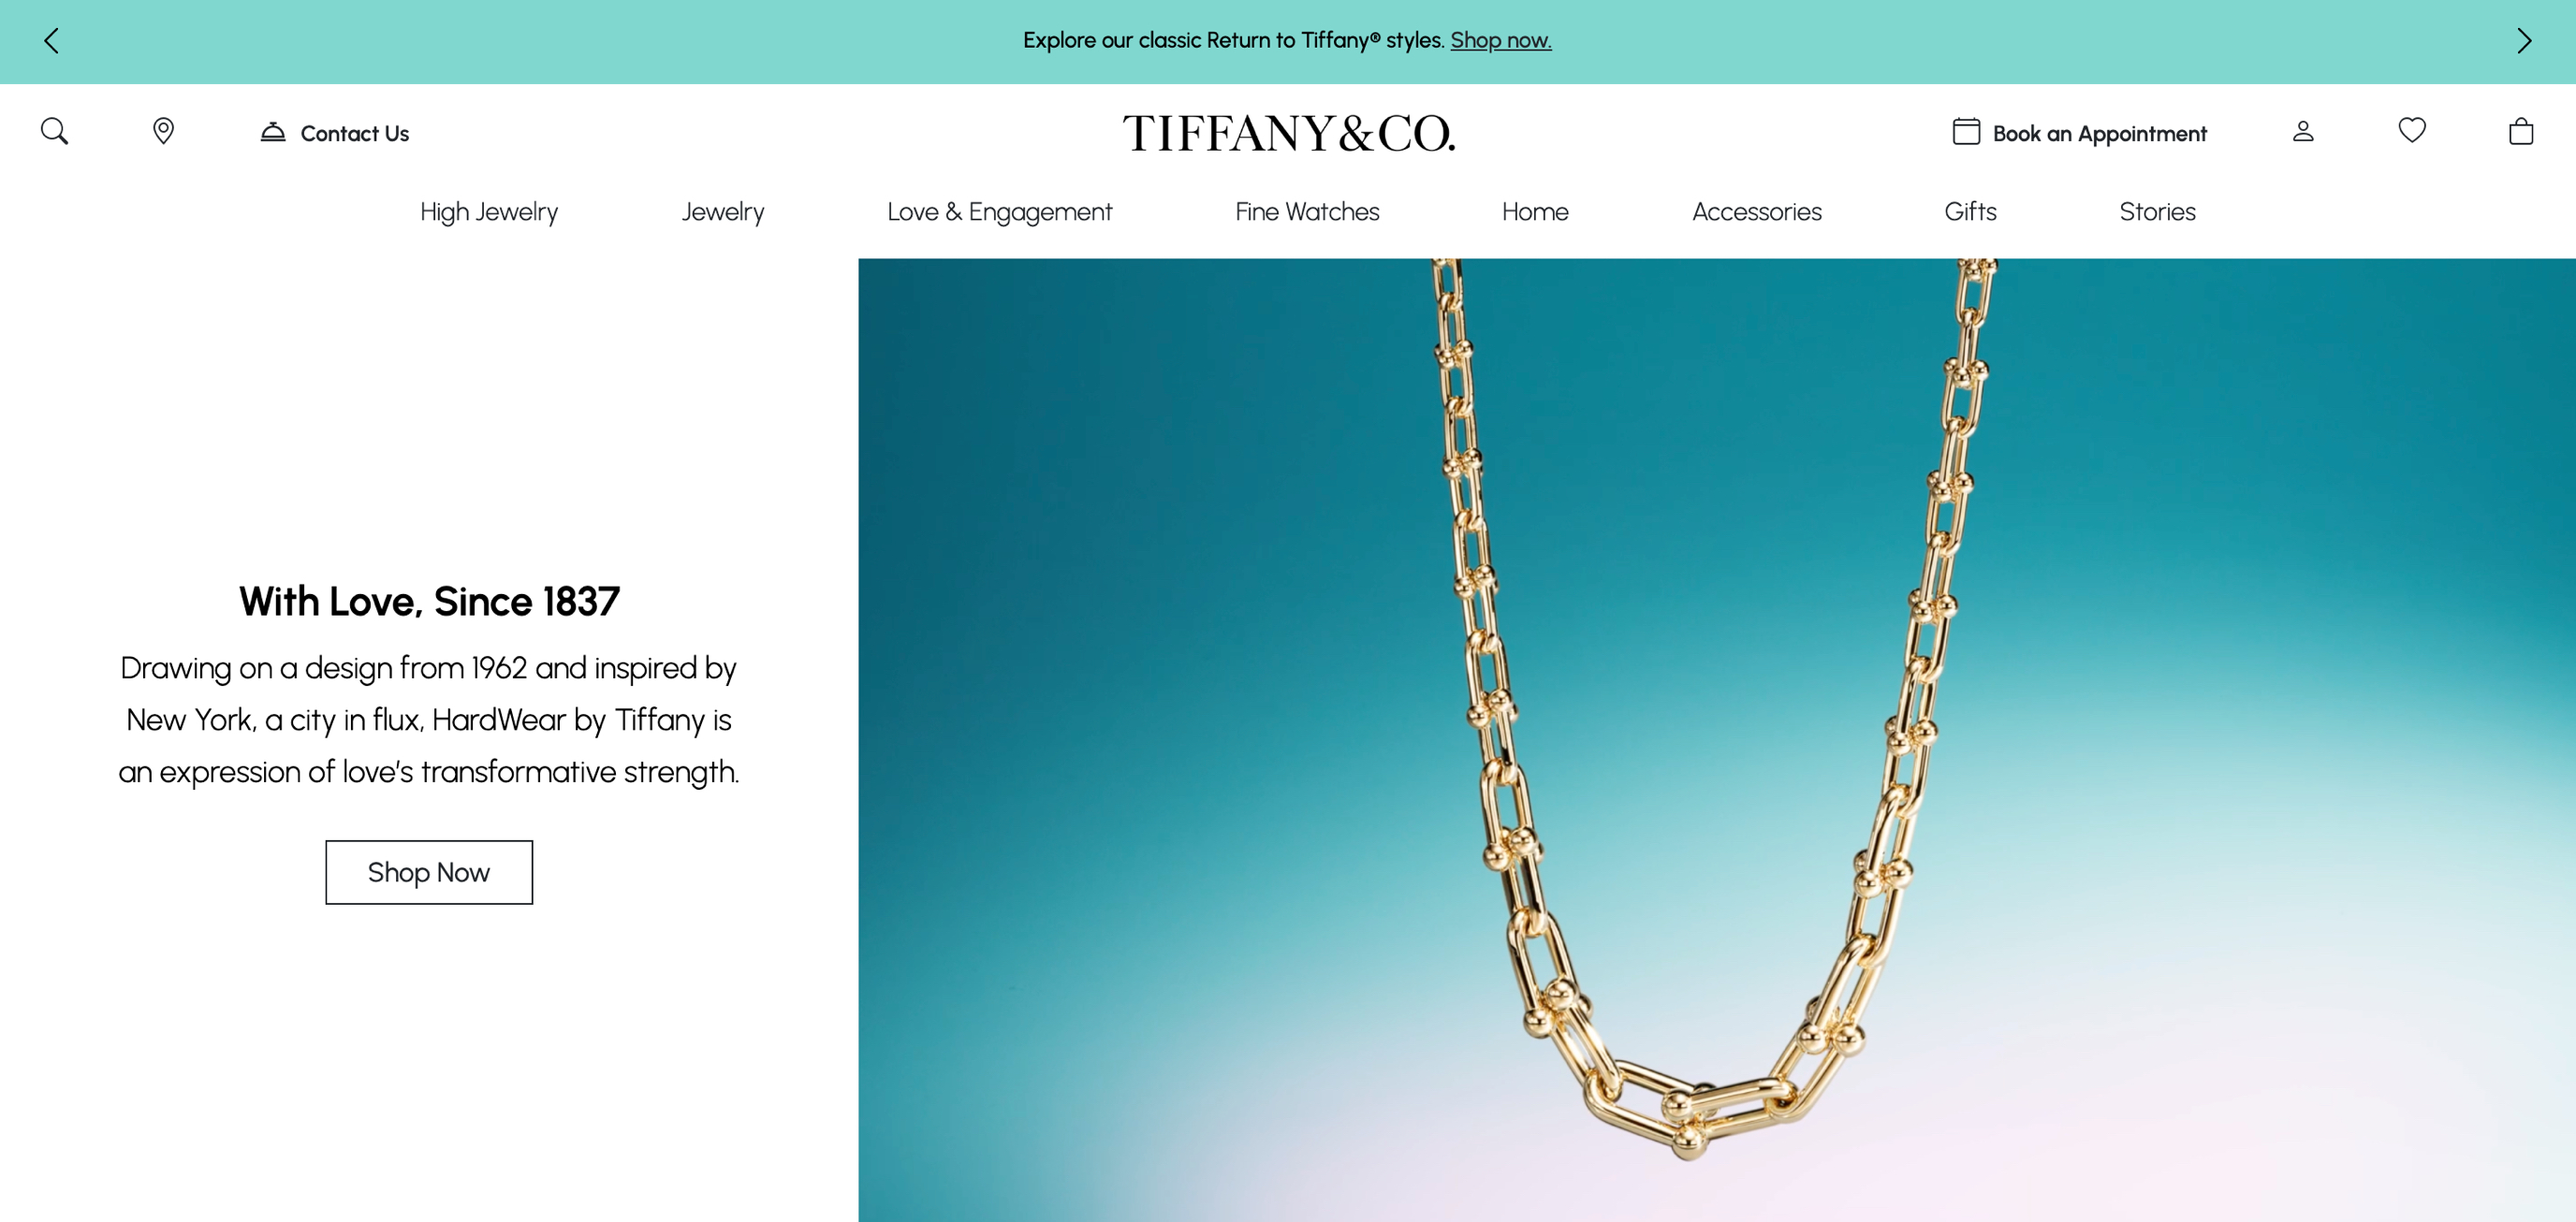 Explore our classic Return to Tiffany® styles. Shop now.
Contact Us
TIFFANY&CO.
Book an Appointment
High Jewelry
Jewelry
Love & Engagement
Fine Watches
Home
Accessories
Gifts
Stories
With Love, Since 1837
Drawing on a design from 1962 and inspired by
New York, a city in flux, HardWear by Tiffany is
an expression of love’s transformative strength.
Shop Now